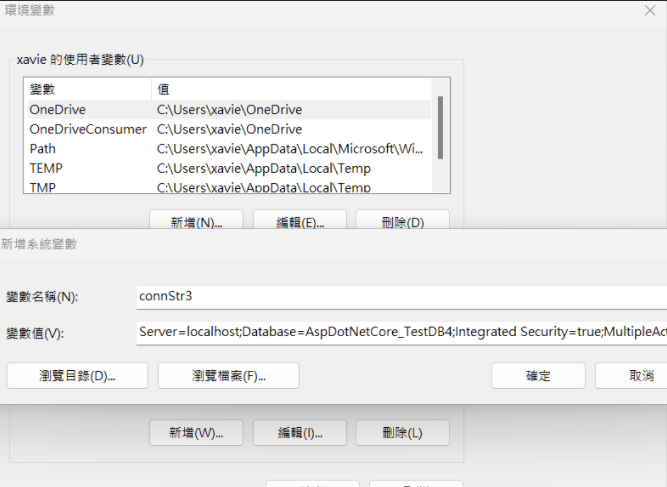 環境變數
xavie 的使用者變數(U)
變數 值
OneDrive C:\Users\xavie\OneDrive
OneDriveConsumer C:\Users\xavie\OneDrive
Path C:\Users\xavie\AppData\Local\Microsoft\Wi...
TEMP C:\Users\xavie\AppData\Local\Temp
TMP C:\Users\xavie\AppData\Local\Temp
新增(N)... 編輯(E)... 刪除(D)
新增系統變數
變數名稱(N): connStr3
變數值(V): Server=localhost;Database=AspDotNetCore_TestDB4;Integrated Security=true;MultipleAct
瀏覽目錄(D)... 瀏覽檔案(F)... 確定 取消
新增(W)... 編輯(I)... 刪除(L)